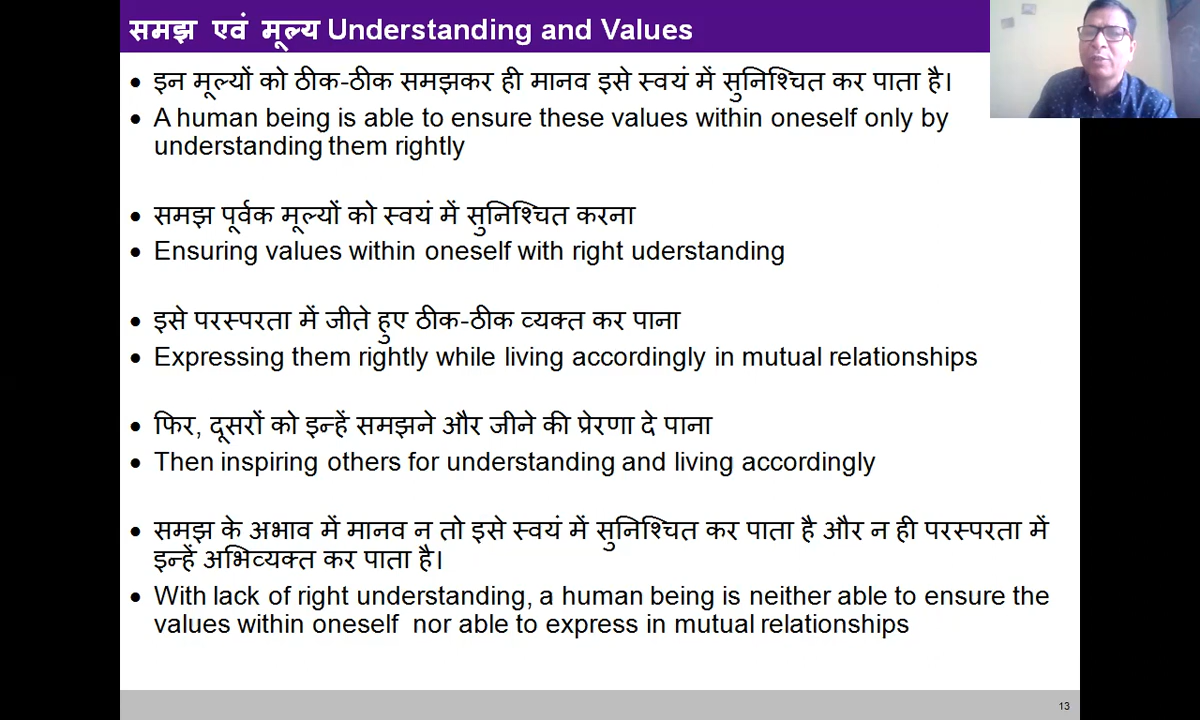 समझ एवं मूल्य Understanding and Values
• इन मूल्यों को ठीक-ठीक समझकर ही मानव इसे स्वयं में सुनिश्चित कर पाता है।
• A human being is able to ensure these values within oneself only by
understanding them rightly
• समझ पूर्वक मूल्यों को स्वयं में सुनिश्चित करना
• Ensuring values within oneself with right uderstanding
• इसे परस्परता में जीते हुए ठीक-ठीक व्यक्त कर पाना
• Expressing them rightly while living accordingly in mutual relationships
• फिर, दूसरों को इन्हें समझने और जीने की प्रेरणा दे पाना
• Then inspiring others for understanding and living accordingly
• समझ के अभाव में मानव न तो इसे स्वयं में सुनिश्चित कर पाता है और न ही परस्परता में
इन्हें अभिव्यक्त कर पाता है।
• With lack of right understanding, a human being is neither able to ensure the
values within oneself nor able to express in mutual relationships
13